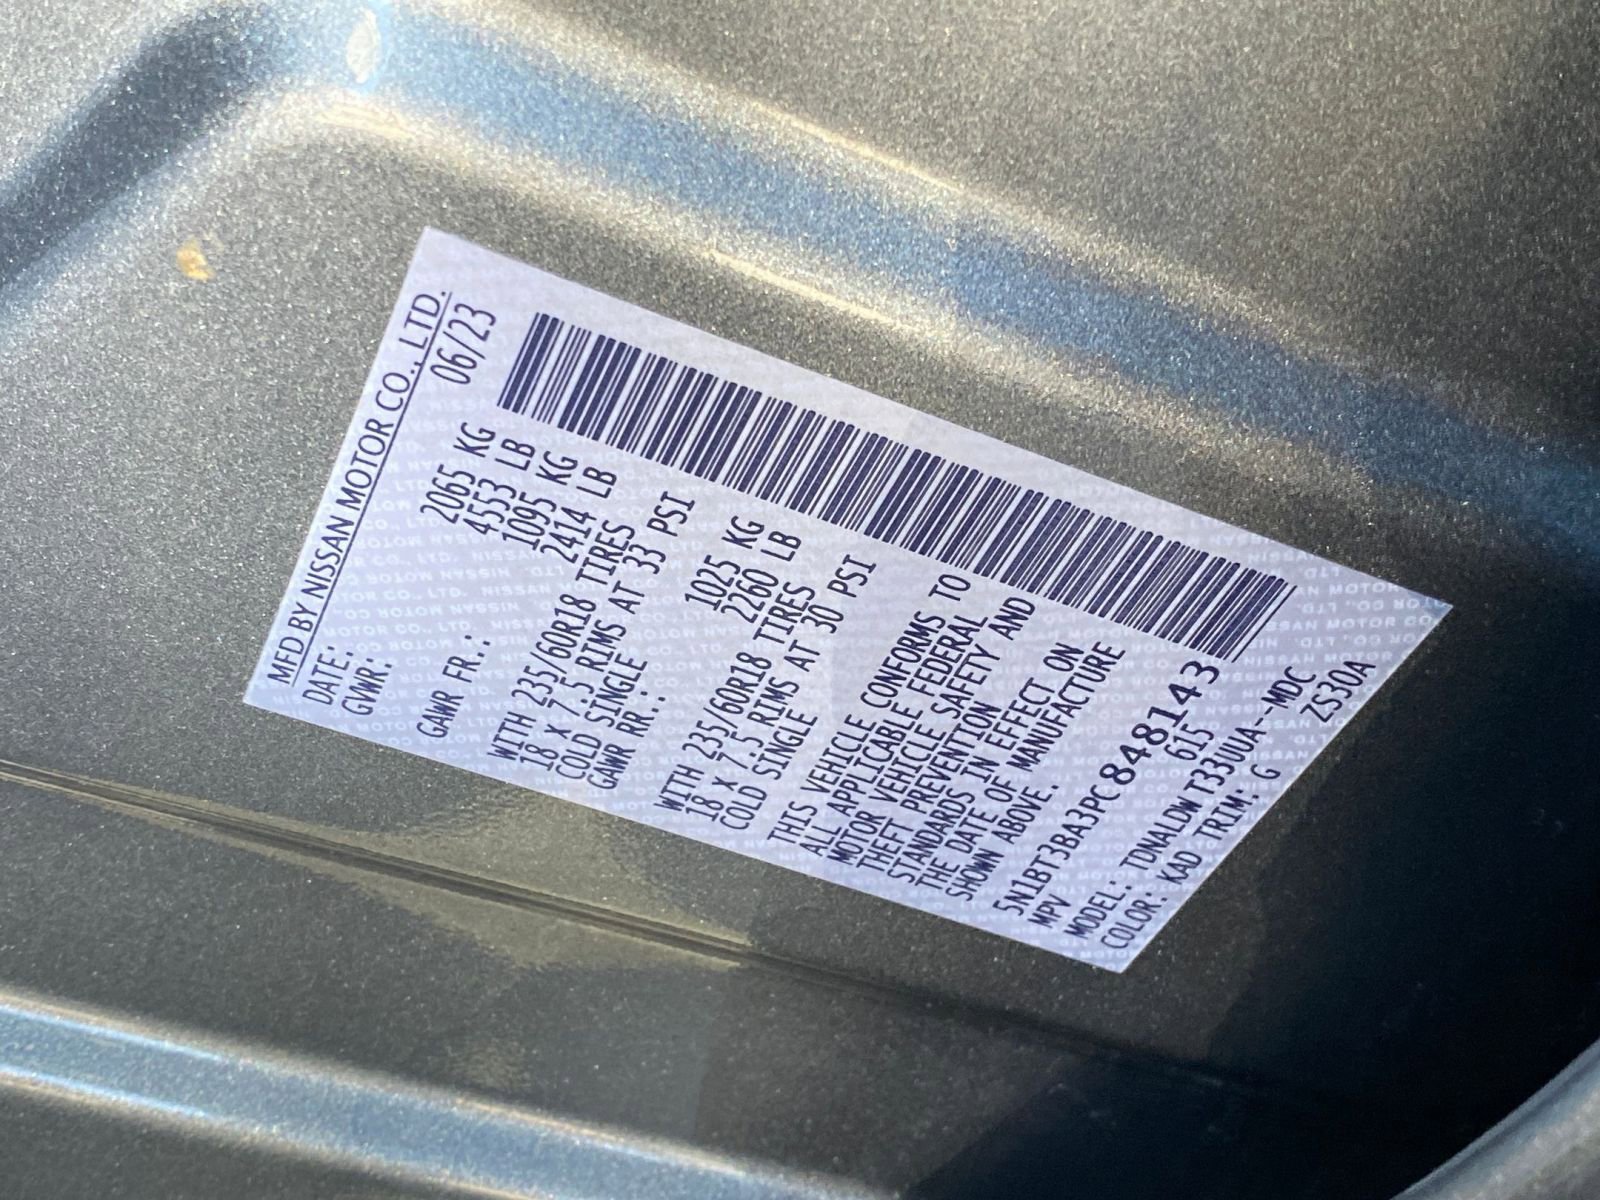 MFD BY NISSAN MOTOR CO., LTD.
DATE: 06/23
GVWR: 2065 KG
4553 LB
GAWR FR.: 1095 KG
2414 LB
WITH 235/60R18 TIRES
18 X 7.5 RIMS AT 33 PSI
COLD SINGLE
GAWR RR.: 1025 KG
2260 LB
WITH 235/60R18 TIRES
18 X 7.5 RIMS AT 30 PSI
COLD SINGLE
THIS VEHICLE CONFORMS TO
ALL APPLICABLE FEDERAL
MOTOR VEHICLE SAFETY AND
THEFT PREVENTION
STANDARDS IN EFFECT ON
THE DATE OF MANUFACTURE
SHOWN ABOVE.
5N1BT3BA3PC848143
MPV 615
MODEL: TDNALDW T33UUA--MDC
COLOR: KAD TRIM: G ZS30A